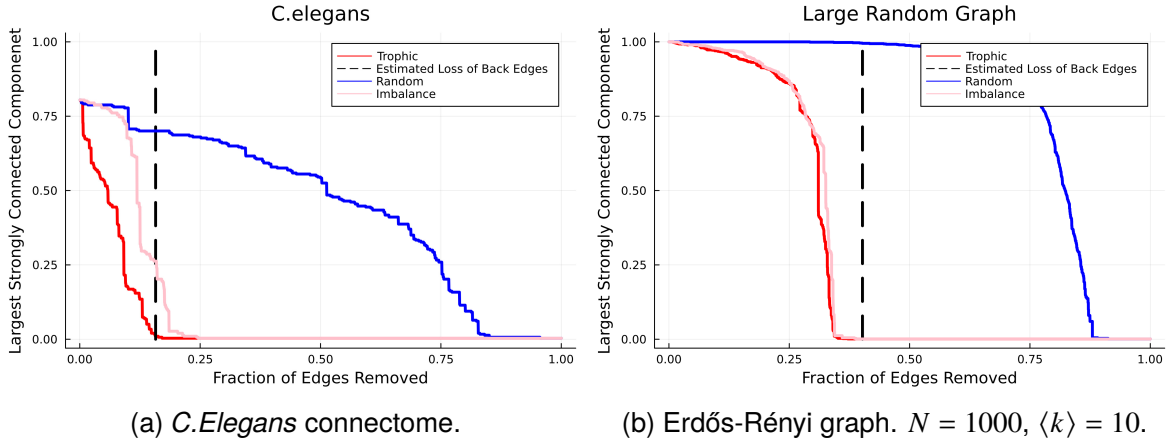 C.elegans
Largest Strongly Connected Componenet
1.00
0.75
0.50
0.25
0.00
Trophic
Estimated Loss of Back Edges
Random
Imbalance
0.00 0.25 0.50 0.75 1.00
Fraction of Edges Removed
(a) C.Elegans connectome.
Large Random Graph
Largest Strongly Connected Componenet
1.00
0.75
0.50
0.25
0.00
Trophic
Estimated Loss of Back Edges
Random
Imbalance
0.00 0.25 0.50 0.75 1.00
Fraction of Edges Removed
(b) Erdős-Rényi graph. N = 1000, ⟨k⟩ = 10.